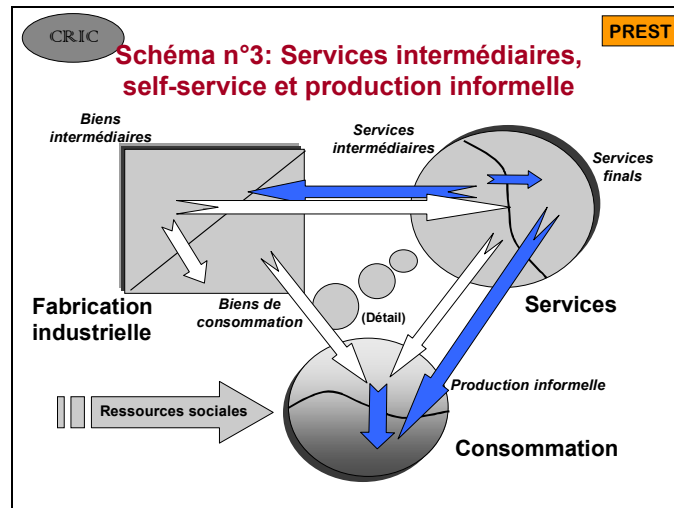 CRIC
PREST
Schéma n°3: Services intermédiaires,
self-service et production informelle
Biens
intermédiaires
Services
intermédiaires
Services
finals
Fabrication
industrielle
Biens de
consommation
(Détail)
Services
Production informelle
Ressources sociales
Consommation